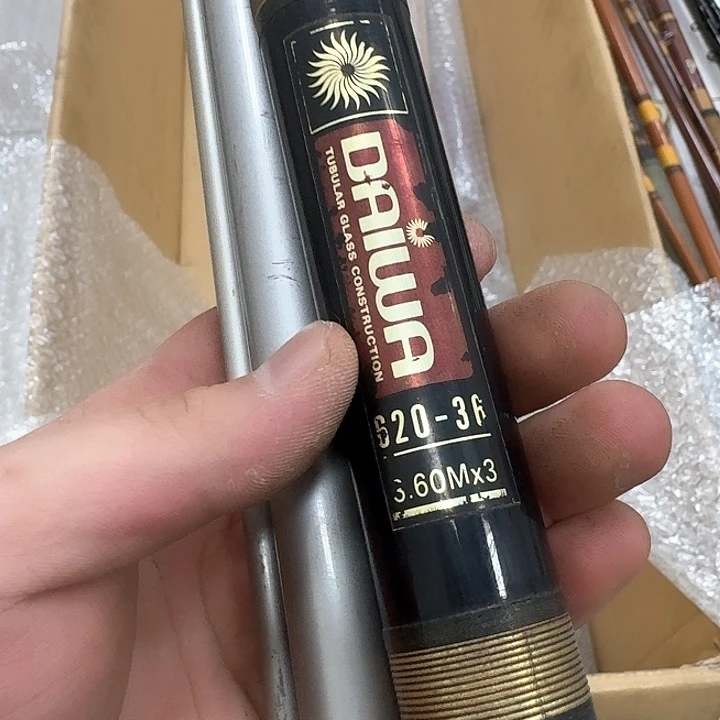 DAIWA
TUBULAR GLASS CONSTRUCTION
620-36
3.60Mx3